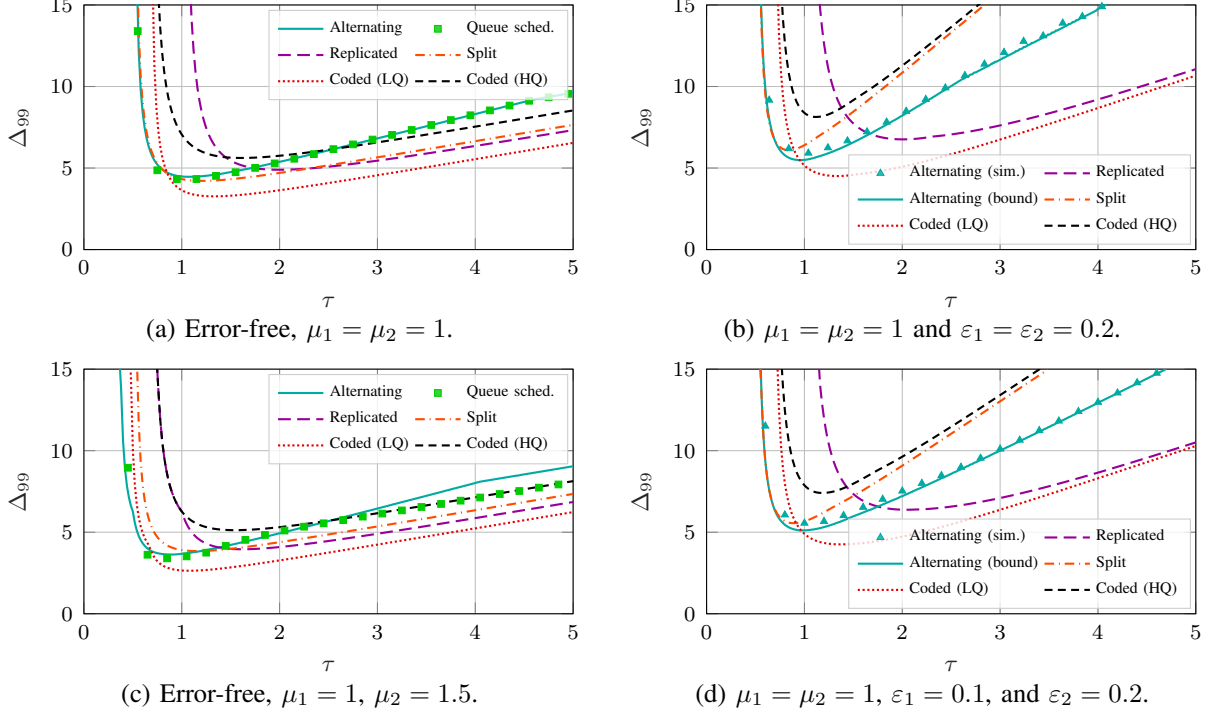 15
10
5
0
Δ99
Alternating
Queue sched.
Replicated
Split
Coded (LQ)
Coded (HQ)
0 1 2 3 4 5
τ
(a) Error-free, μ1 = μ2 = 1.
15
10
5
0
Δ99
Alternating (sim.)
Replicated
Alternating (bound)
Split
Coded (LQ)
Coded (HQ)
0 1 2 3 4 5
τ
(b) μ1 = μ2 = 1 and ε1 = ε2 = 0.2.
15
10
5
0
Δ99
Alternating
Queue sched.
Replicated
Split
Coded (LQ)
Coded (HQ)
0 1 2 3 4 5
τ
(c) Error-free, μ1 = 1, μ2 = 1.5.
15
10
5
0
Δ99
Alternating (sim.)
Replicated
Alternating (bound)
Split
Coded (LQ)
Coded (HQ)
0 1 2 3 4 5
τ
(d) μ1 = μ2 = 1, ε1 = 0.1, and ε2 = 0.2.